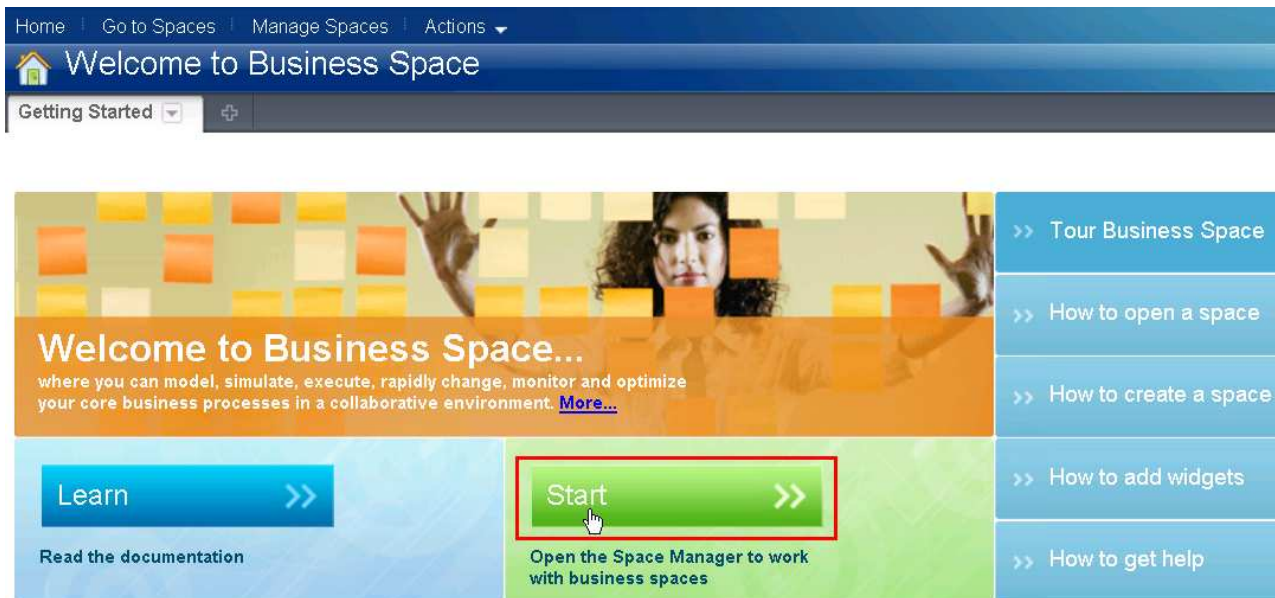 Home Go to Spaces Manage Spaces Actions
Welcome to Business Space
Getting Started
Welcome to Business Space...
where you can model, simulate, execute, rapidly change, monitor and optimize
your core business processes in a collaborative environment. More...
Learn
Read the documentation
Start
Open the Space Manager to work
with business spaces
Tour Business Space
How to open a space
How to create a space
How to add widgets
How to get help